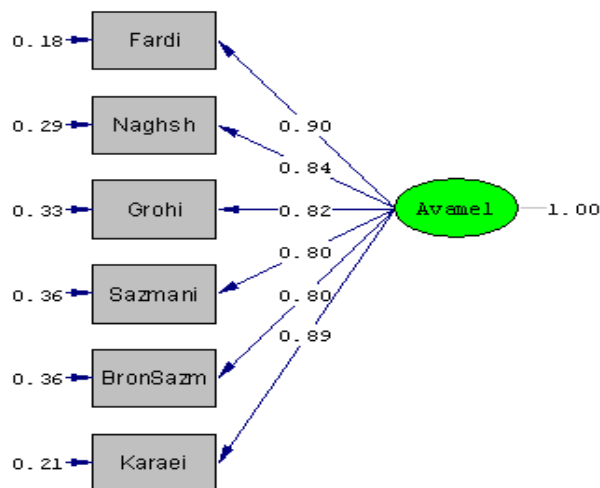 0.18 Fardi
0.90
0.29 Naghsh
0.84
0.33 Grohi 0.82 Avamel 1.00
0.80
0.36 Sazmani
0.80
0.89
0.36 BronSazm
0.21 Karaei